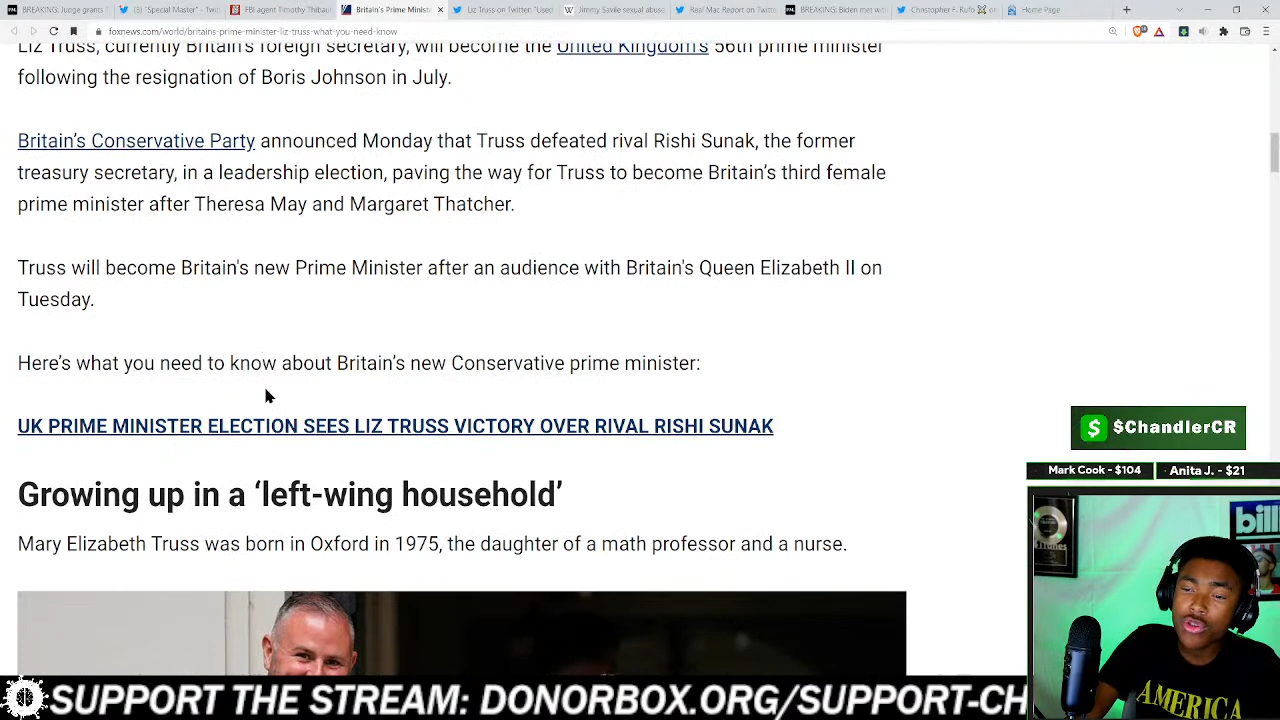 BREAKING: Judge grants
(3) "Special Master" - Twit
FBI agent Timothy Thibau
Britain's Prime Ministe
Liz Truss on Twitter: "Used
Jimmy Savile sexual abuse
Real Mac Report on Twitte
BREAKING: Biden met with
Christopher F. Rufo
on
Home Page
foxnews.com/world/britains-prime-minister-liz-truss-what-you-need-know
Liz Truss, currently Britain's foreign secretary, will become the United Kingdom's 56th prime minister
following the resignation of Boris Johnson in July.
Britain's Conservative Party announced Monday that Truss defeated rival Rishi Sunak, the former
treasury secretary, in a leadership election, paving the way for Truss to become Britain's third female
prime minister after Theresa May and Margaret Thatcher.
Truss will become Britain's new Prime Minister after an audience with Britain's Queen Elizabeth II on
Tuesday.
Here's what you need to know about Britain's new Conservative prime minister:
UK PRIME MINISTER ELECTION SEES LIZ TRUSS VICTORY OVER RIVAL RISHI SUNAK
Growing up in a 'left-wing household'
Mary Elizabeth Truss was born in Oxford in 1975, the daughter of a math professor and a nurse.
$ $ChandlerCR
Mark Cook - $104
Anita J. - $21
bill
AMERICA
SUPPORT THE STREAM: DONORBOX.ORG/SUPPORT-CH